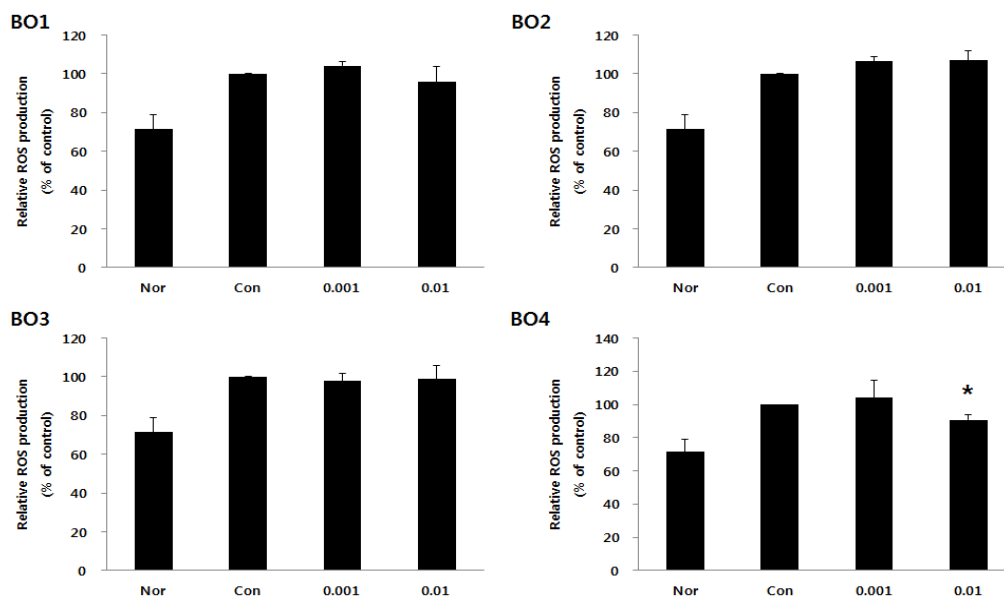 BO1
Relative ROS production
(% of control)
120
100
80
60
40
20
0
Nor Con 0.001 0.01
BO2
Relative ROS production
(% of control)
120
100
80
60
40
20
0
Nor Con 0.001 0.01
BO3
Relative ROS production
(% of control)
120
100
80
60
40
20
0
Nor Con 0.001 0.01
BO4
Relative ROS production
(% of control)
140
120
100
80
60
40
20
0
*
Nor Con 0.001 0.01